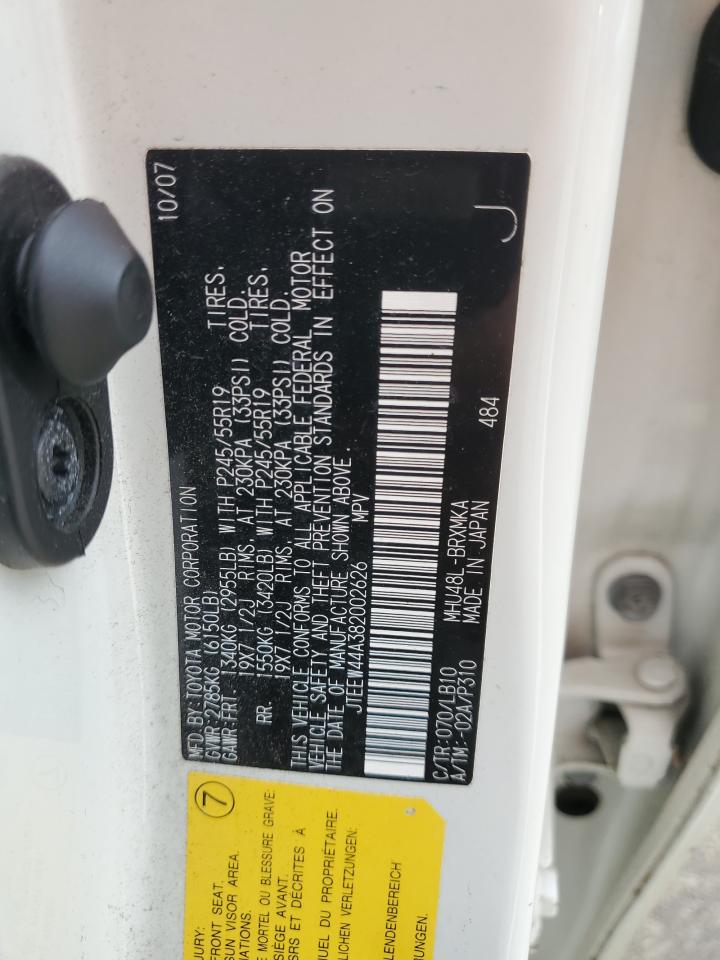 MFD.BY:TOYOTA MOTOR CORPORATION 10/07
GVWR:2785KG (6150LB)
GAWR-FRT 1340KG (2955LB) WITH P245/55R19 TIRES.
19X7 1/2J RIMS, AT 230KPA (33PSI) COLD.
RR. 1550KG (3420LB) WITH P245/55R19 TIRES.
19X7 1/2J RIMS, AT 230KPA (33PSI) COLD.
THIS VEHICLE CONFORMS TO ALL APPLICABLE FEDERAL MOTOR
VEHICLE SAFETY AND THEFT PREVENTION STANDARDS IN EFFECT ON
THE DATE OF MANUFACTURE SHOWN ABOVE.
JTEEW44A382002626 MPV
C/TR:070/LB10 MHU48L-BRXMKA 484 J
A/TM:-02A/P310 MADE IN JAPAN
7
JURY:
FRONT SEAT.
SUN VISOR AREA.
E MORTEL OU BLESSURE GRAVE:
SIÈGE AVANT.
SRS ET DÉCRITES À
UEL DU PROPRIÉTAIRE.
LICHEN VERLETZUNGEN:
LENDENBEREICH